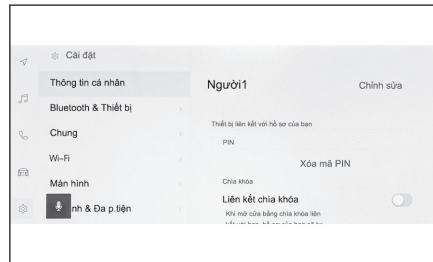 Cài đặt
Thông tin cá nhân
Bluetooth & Thiết bị
Chung
Wi-Fi
Màn hình
nh & Đa p.tiện
Người1
Chỉnh sửa
Thiết bị liên kết với hồ sơ của bạn
PIN
Xóa mã PIN
Chìa khóa
Liên kết chìa khóa
Khi mở cửa bằng chìa khóa liên